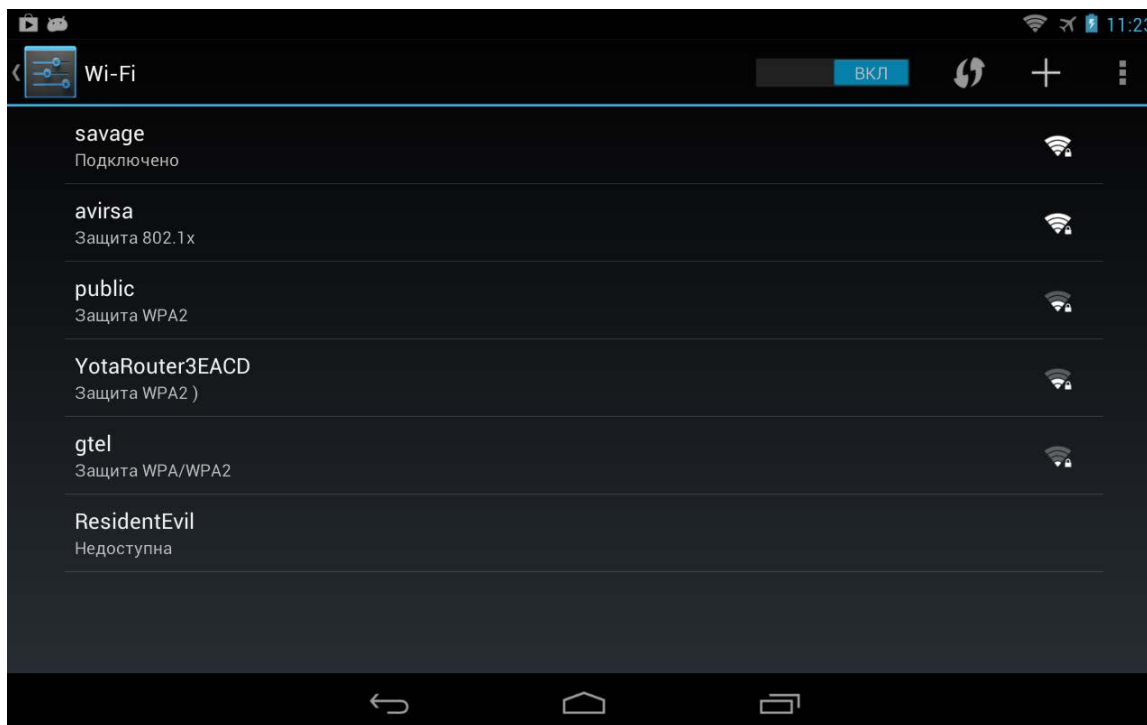 11:23
Wi-Fi
ВКЛ
savage
Подключено
avirsa
Защита 802.1x
public
Защита WPA2
YotaRouter3EACD
Защита WPA2 )
gtel
Защита WPA/WPA2
ResidentEvil
Недоступна